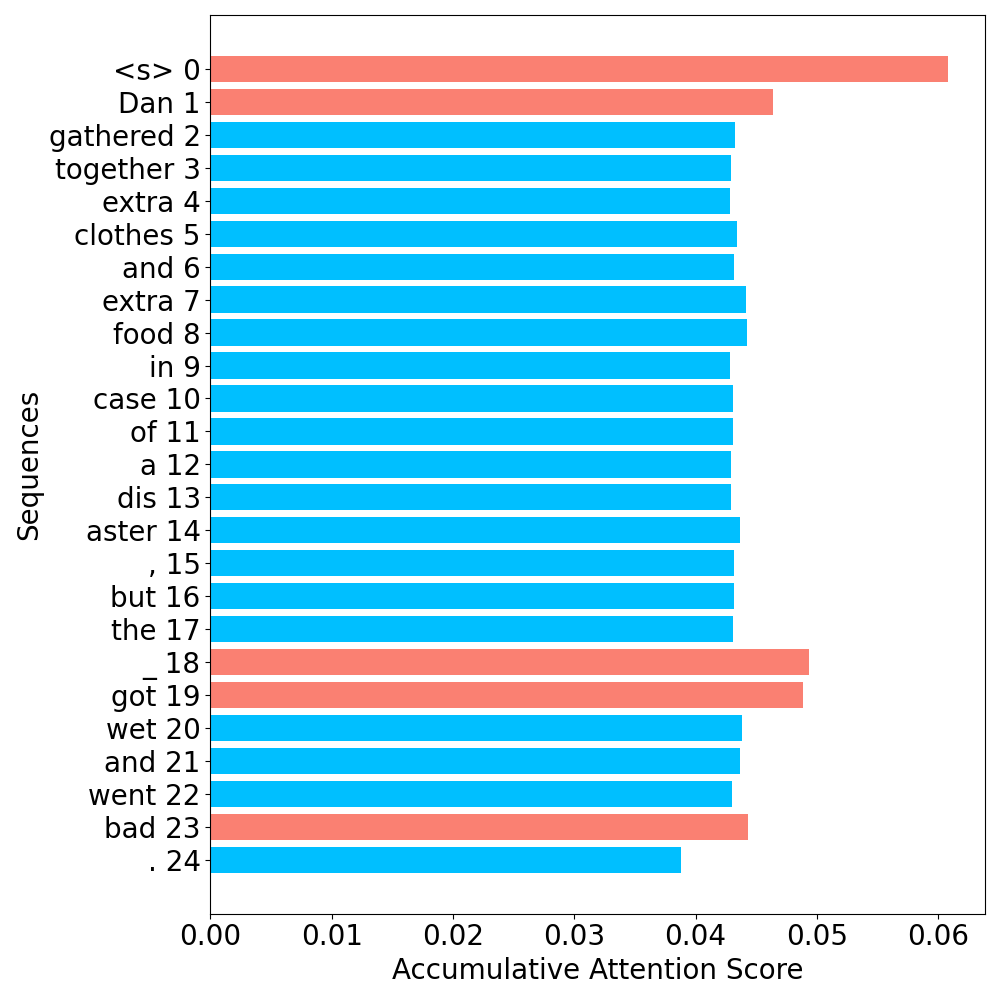 <s> 0
Dan 1
gathered 2
together 3
extra 4
clothes 5
and 6
extra 7
food 8
in 9
case 10
of 11
a 12
dis 13
aster 14
, 15
but 16
the 17
_ 18
got 19
wet 20
and 21
went 22
bad 23
. 24
Sequences
0.00 0.01 0.02 0.03 0.04 0.05 0.06
Accumulative Attention Score